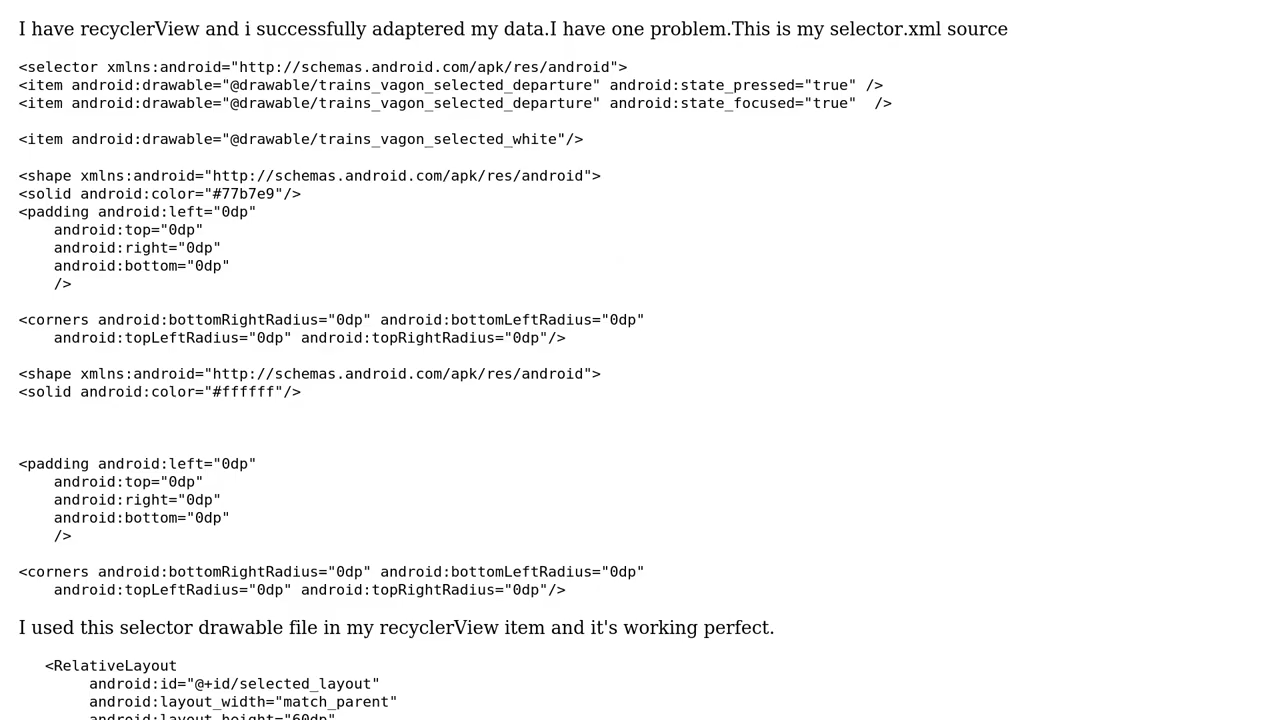 I have recyclerView and i successfully adaptered my data.I have one problem.This is my selector.xml source
<selector xmlns:android="http://schemas.android.com/apk/res/android">
<item android:drawable="@drawable/trains_vagon_selected_departure" android:state_pressed="true" />
<item android:drawable="@drawable/trains_vagon_selected_departure" android:state_focused="true"  />
<item android:drawable="@drawable/trains_vagon_selected_white"/>
<shape xmlns:android="http://schemas.android.com/apk/res/android">
<solid android:color="#77b7e9"/>
<padding android:left="0dp"
    android:top="0dp"
    android:right="0dp"
    android:bottom="0dp"
    />
<corners android:bottomRightRadius="0dp" android:bottomLeftRadius="0dp"
    android:topLeftRadius="0dp" android:topRightRadius="0dp"/>
<shape xmlns:android="http://schemas.android.com/apk/res/android">
<solid android:color="#ffffff"/>
<padding android:left="0dp"
    android:top="0dp"
    android:right="0dp"
    android:bottom="0dp"
    />
<corners android:bottomRightRadius="0dp" android:bottomLeftRadius="0dp"
    android:topLeftRadius="0dp" android:topRightRadius="0dp"/>
I used this selector drawable file in my recyclerView item and it's working perfect.
   <RelativeLayout
        android:id="@+id/selected_layout"
        android:layout_width="match_parent"
        android:layout_height="60dp"